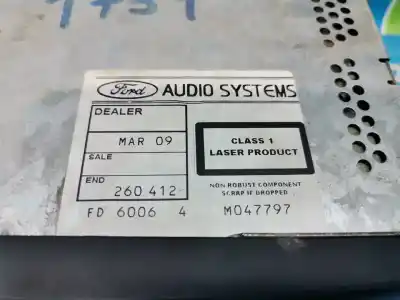 1731
Ford AUDIO SYSTEMS
DEALER
MAR 09
SALE
END
260 412
CLASS 1
LASER PRODUCT
NON ROBUST COMPONENT
SCRAP IF DROPPED
FD 6006 4
M047797